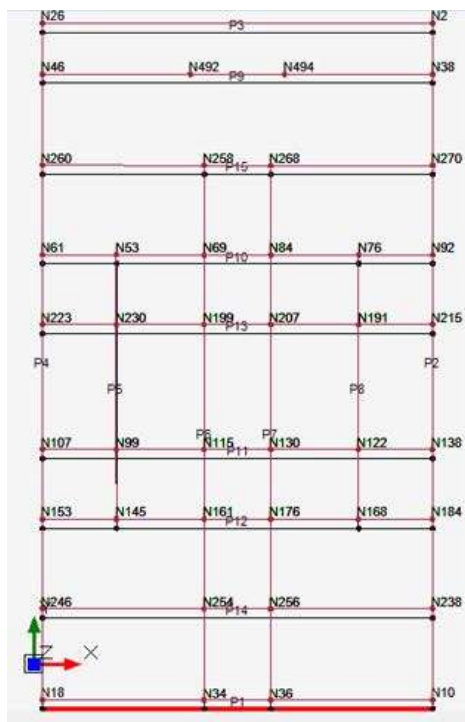 N26 N2
P3
N46 N492 N494 N38
P9
N260 N258 N268 N270
P15
N61 N53 N69 N84 N76 N92
P10
N223 N230 N199 N207 N191 N215
P13
P4 P2
P5 P8
P6 P7
N107 N99 N115 N130 N122 N138
P11
N153 N145 N161 N176 N168 N184
P12
N246 N254 N256 N238
P14
Z X
N18 N34 N36 N10
P1